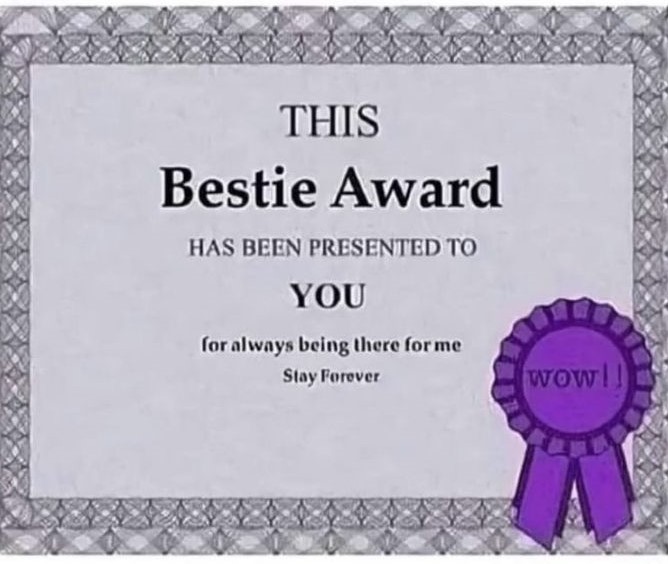 THIS
Bestie Award
HAS BEEN PRESENTED TO
YOU
for always being there for me
Stay Forever
WOW!!